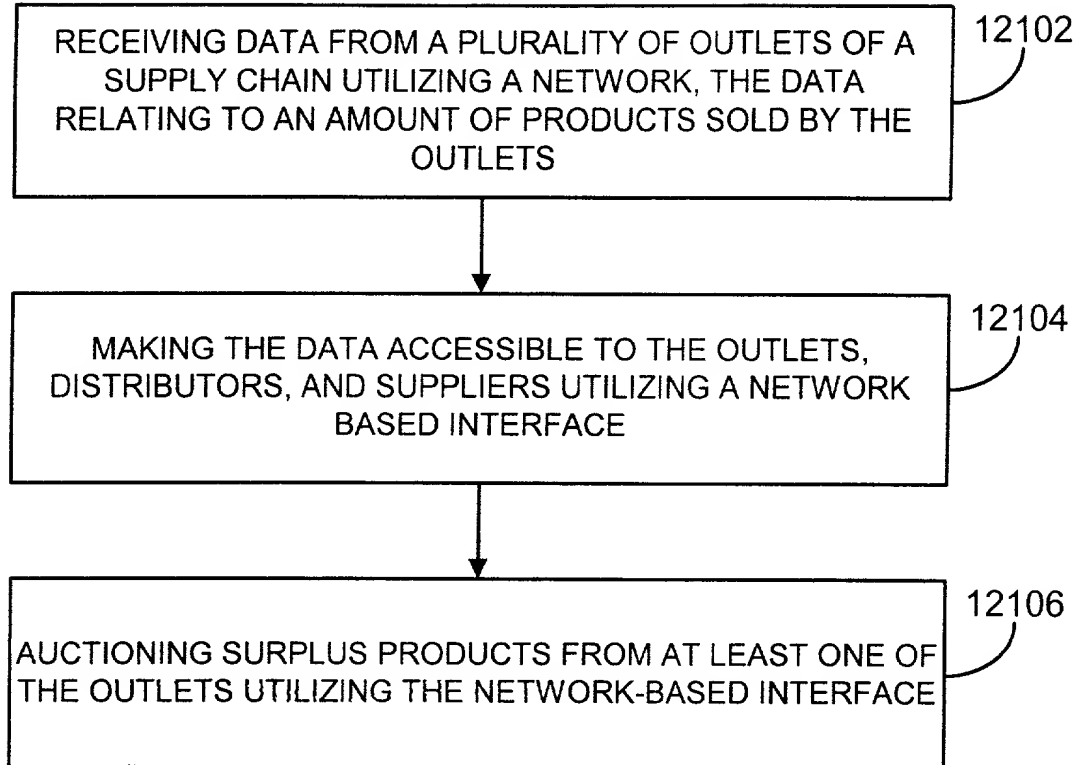 RECEIVING DATA FROM A PLURALITY OF OUTLETS OF A
SUPPLY CHAIN UTILIZING A NETWORK, THE DATA
RELATING TO AN AMOUNT OF PRODUCTS SOLD BY THE
OUTLETS
12102
MAKING THE DATA ACCESSIBLE TO THE OUTLETS,
DISTRIBUTORS, AND SUPPLIERS UTILIZING A NETWORK
BASED INTERFACE
12104
AUCTIONING SURPLUS PRODUCTS FROM AT LEAST ONE OF
THE OUTLETS UTILIZING THE NETWORK-BASED INTERFACE
12106